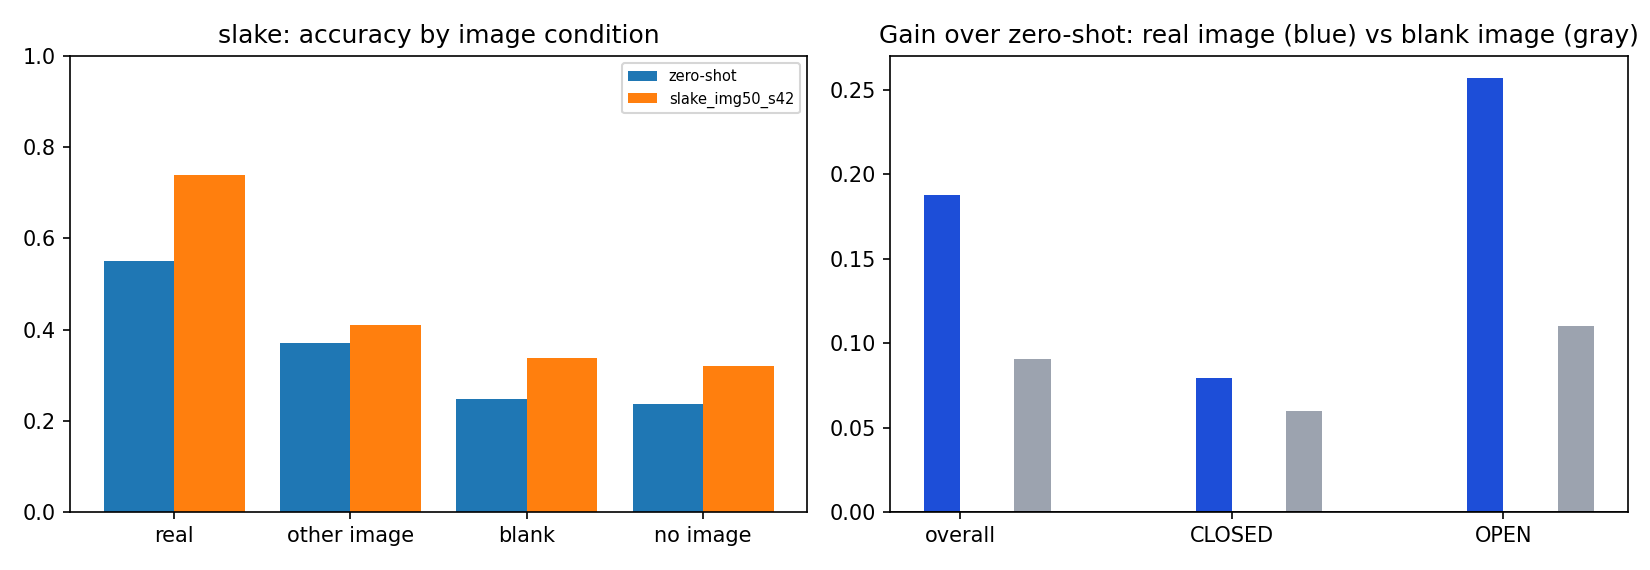 slake: accuracy by image condition
1.0
0.8
0.6
0.4
0.2
0.0
zero-shot
slake_img50_s42
real
other image
blank
no image
Gain over zero-shot: real image (blue) vs blank image (gray)
0.25
0.20
0.15
0.10
0.05
0.00
overall
CLOSED
OPEN